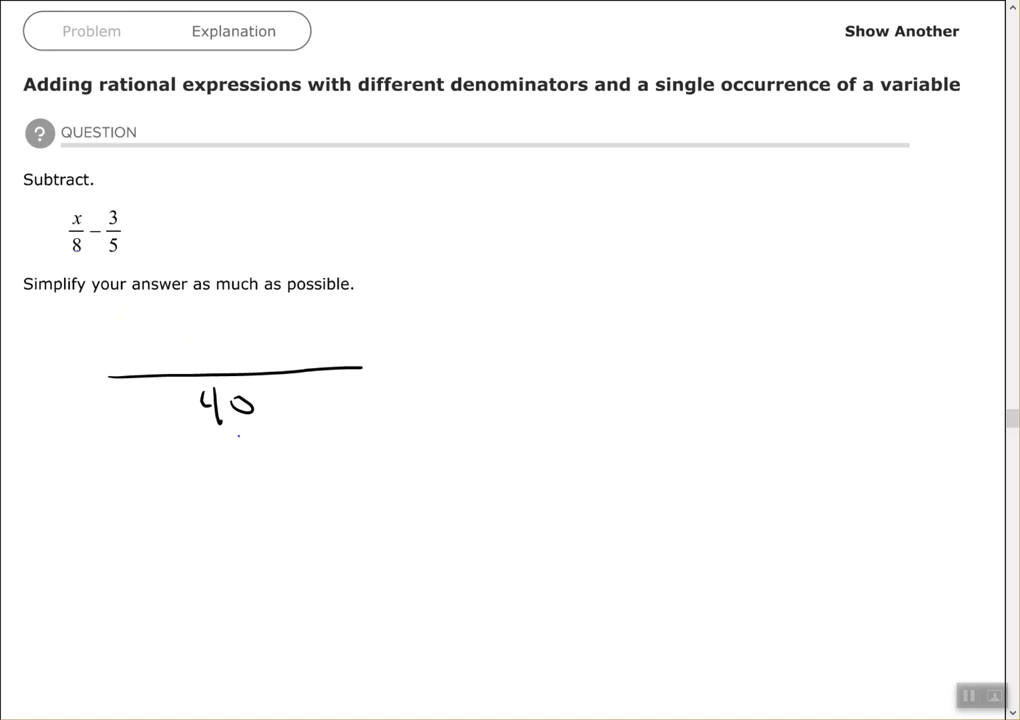 Problem Explanation Show Another
Adding rational expressions with different denominators and a single occurrence of a variable
? QUESTION
Subtract.
x/8 − 3/5
Simplify your answer as much as possible.
40